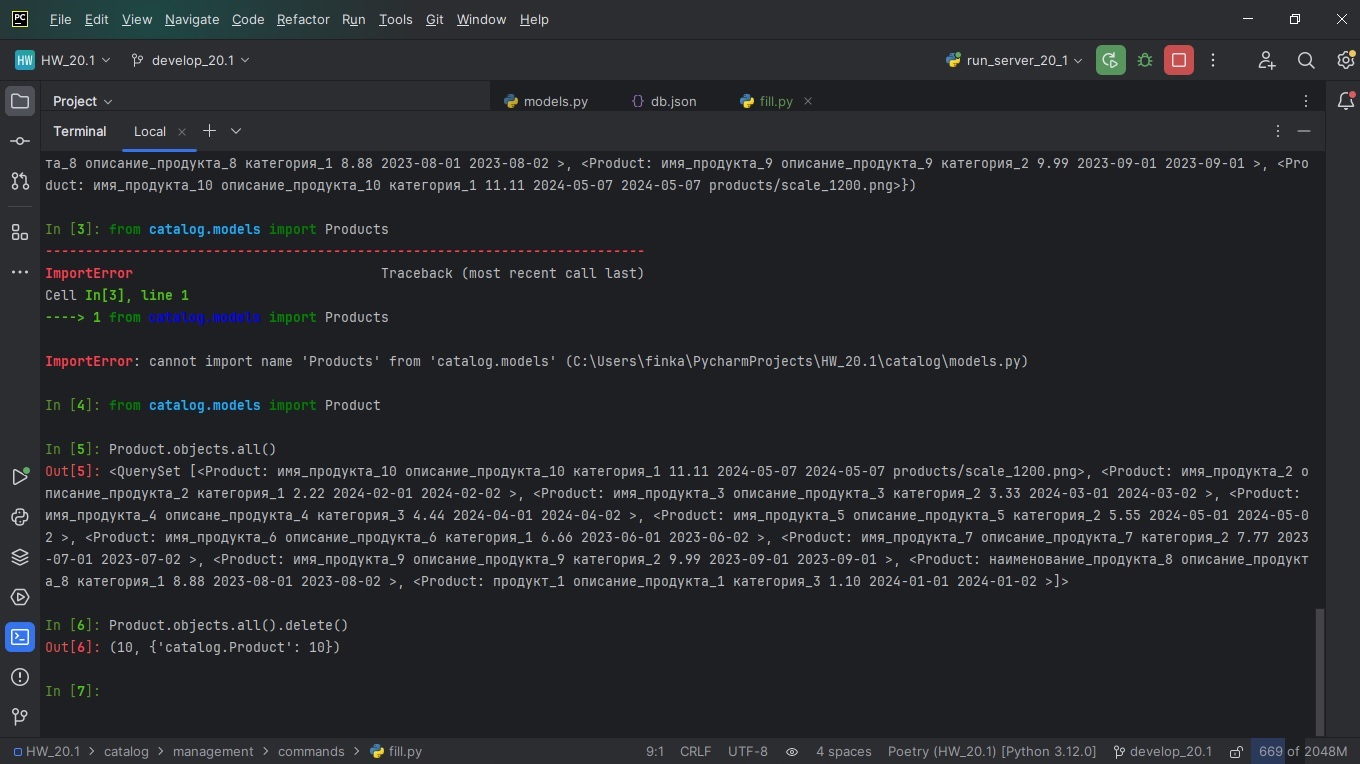 PC File Edit View Navigate Code Refactor Run Tools Git Window Help
HW HW_20.1 develop_20.1 run_server_20_1
Project models.py {} db.json fill.py
Terminal Local
та_8 описание_продукта_8 категория_1 8.88 2023-08-01 2023-08-02 >, <Product: имя_продукта_9 описание_продукта_9 категория_2 9.99 2023-09-01 2023-09-01 >, <Pro
duct: имя_продукта_10 описание_продукта_10 категория_1 11.11 2024-05-07 2024-05-07 products/scale_1200.png>})
In [3]: from catalog.models import Products
---------------------------------------------------------------------------
ImportError Traceback (most recent call last)
Cell In[3], line 1
----> 1 from catalog.models import Products
ImportError: cannot import name 'Products' from 'catalog.models' (C:\Users\finka\PycharmProjects\HW_20.1\catalog\models.py)
In [4]: from catalog.models import Product
In [5]: Product.objects.all()
Out[5]: <QuerySet [<Product: имя_продукта_10 описание_продукта_10 категория_1 11.11 2024-05-07 2024-05-07 products/scale_1200.png>, <Product: имя_продукта_2 о
писание_продукта_2 категория_1 2.22 2024-02-01 2024-02-02 >, <Product: имя_продукта_3 описание_продукта_3 категория_2 3.33 2024-03-01 2024-03-02 >, <Product:
имя_продукта_4 описане_продукта_4 категория_3 4.44 2024-04-01 2024-04-02 >, <Product: имя_продукта_5 описание_продукта_5 категория_2 5.55 2024-05-01 2024-05-0
2 >, <Product: имя_продукта_6 описание_продукта_6 категория_1 6.66 2023-06-01 2023-06-02 >, <Product: имя_продукта_7 описание_продукта_7 категория_2 7.77 2023
-07-01 2023-07-02 >, <Product: имя_продукта_9 описание_продукта_9 категория_2 9.99 2023-09-01 2023-09-01 >, <Product: наименование_продукта_8 описание_продукт
а_8 категория_1 8.88 2023-08-01 2023-08-02 >, <Product: продукт_1 описание_продукта_1 категория_3 1.10 2024-01-01 2024-01-02 >]>
In [6]: Product.objects.all().delete()
Out[6]: (10, {'catalog.Product': 10})
In [7]:
HW_20.1 > catalog > management > commands > fill.py 9:1 CRLF UTF-8 4 spaces Poetry (HW_20.1) [Python 3.12.0] develop_20.1 669 of 2048M